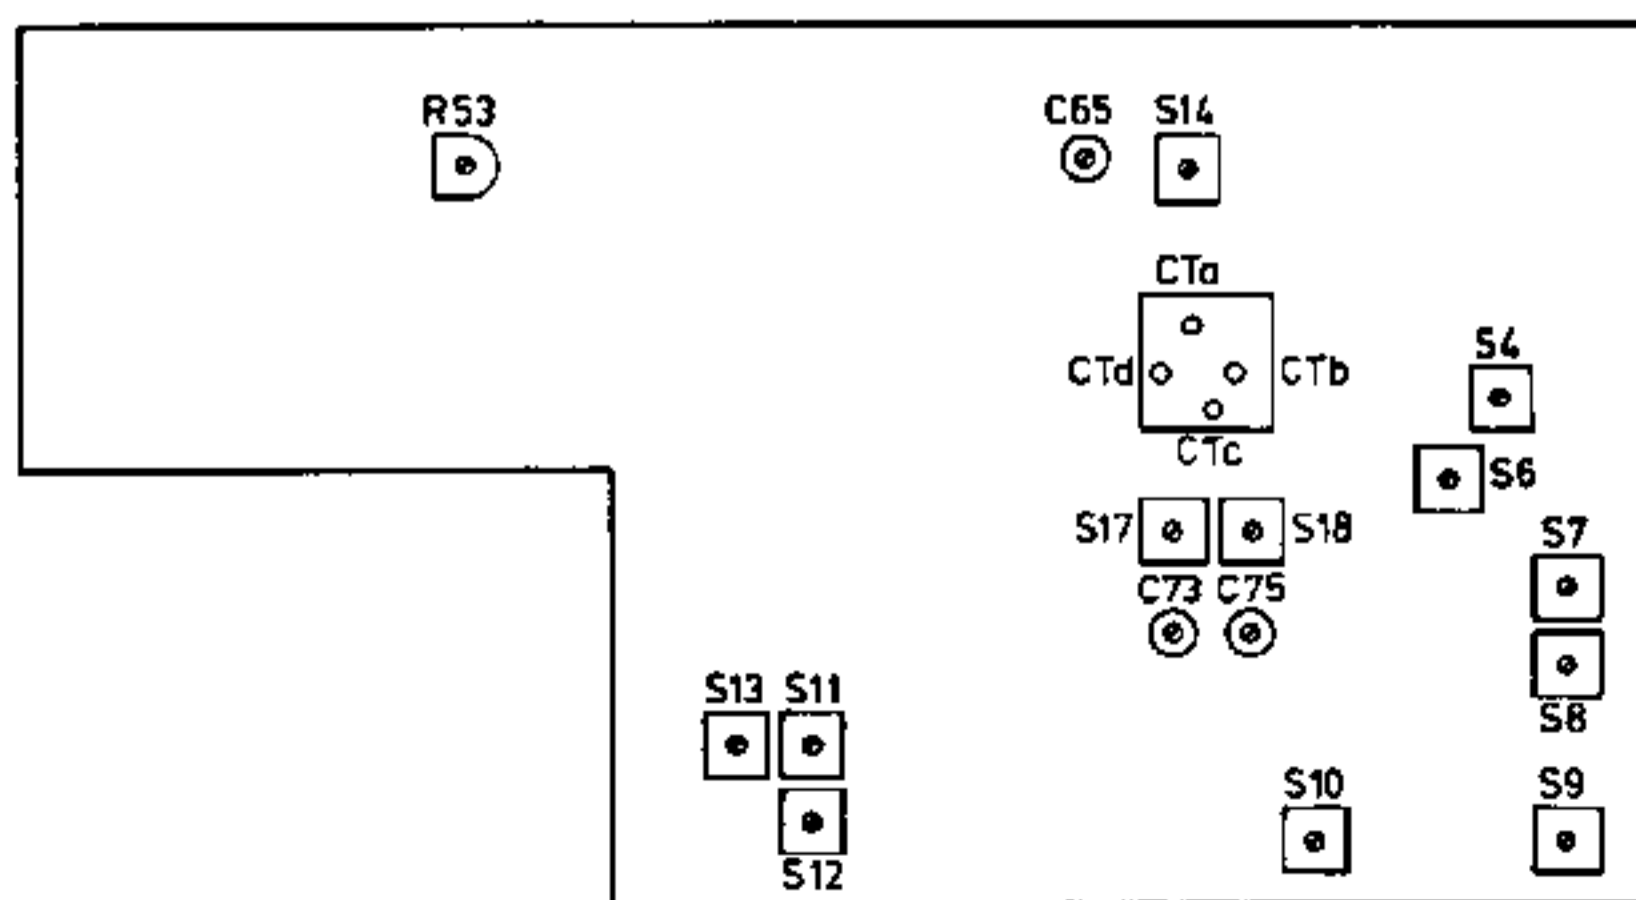 R53
C65 S14
CTa
CTd CTb
S4
CTc
S6
S17 S18
S7
C73 C75
S13 S11
S8
S10 S9
S12